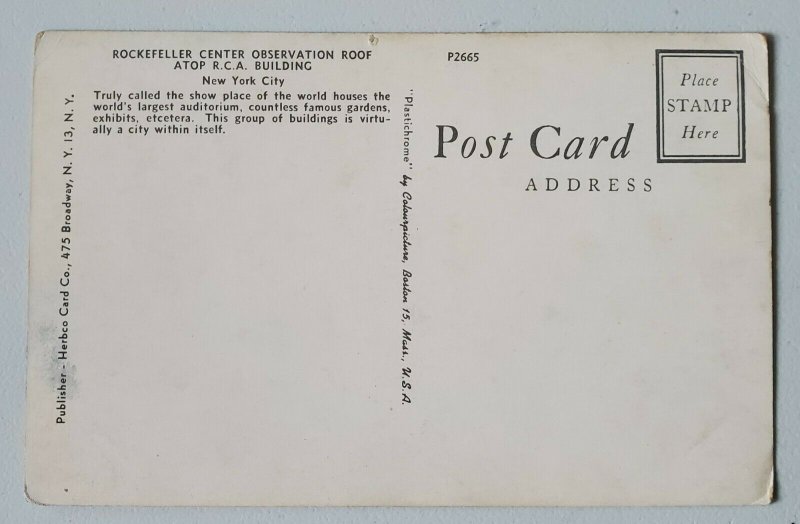 ROCKEFELLER CENTER OBSERVATION ROOF
ATOP R.C.A. BUILDING
New York City
Truly called the show place of the world houses the
world's largest auditorium, countless famous gardens,
exhibits, etcetera. This group of buildings is virtu-
ally a city within itself.
Publisher - Herbco Card Co., 475 Broadway, N. Y. 13, N. Y.
"Plastichrome" by Colourpicture, Boston 15, Mass., U.S.A.
P2665
Post Card
ADDRESS
Place
STAMP
Here